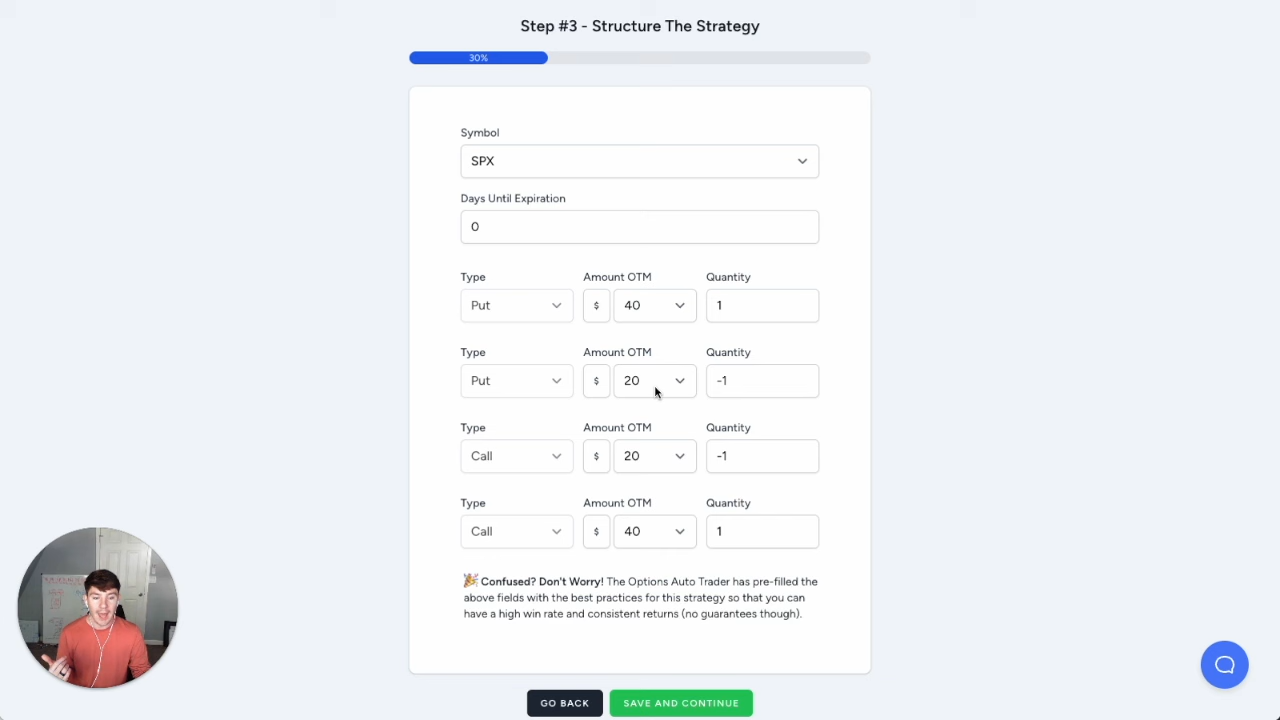 Step #3 - Structure The Strategy
30%
Symbol
SPX
Days Until Expiration
0
Type Amount OTM Quantity
Put $ 40 1
Type Amount OTM Quantity
Put $ 20 -1
Type Amount OTM Quantity
Call $ 20 -1
Type Amount OTM Quantity
Call $ 40 1
🎉 Confused? Don't Worry! The Options Auto Trader has pre-filled the
above fields with the best practices for this strategy so that you can
have a high win rate and consistent returns (no guarantees though).
GO BACK SAVE AND CONTINUE